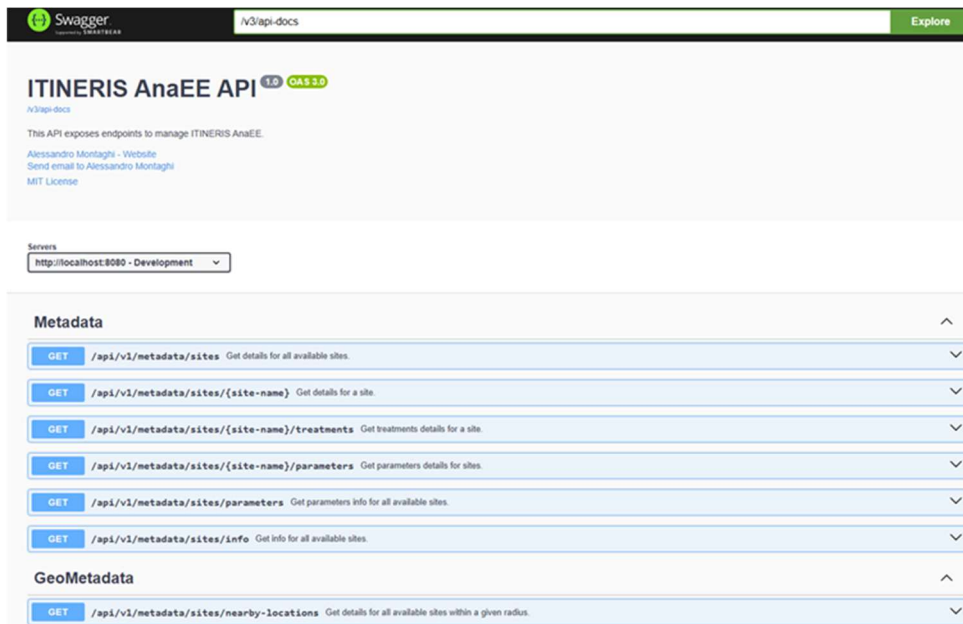 Swagger.
Supported by SMARTBEAR
/v3/api-docs
Explore
ITINERIS AnaEE API 1.0 OAS 3.0
/v3/api-docs
This API exposes endpoints to manage ITINERIS AnaEE.
Alessandro Montaghi - Website
Send email to Alessandro Montaghi
MIT License
Servers
http://localhost:8080 - Development
Metadata
GET /api/v1/metadata/sites Get details for all available sites.
GET /api/v1/metadata/sites/{site-name} Get details for a site.
GET /api/v1/metadata/sites/{site-name}/treatments Get treatments details for a site.
GET /api/v1/metadata/sites/{site-name}/parameters Get parameters details for sites.
GET /api/v1/metadata/sites/parameters Get parameters info for all available sites.
GET /api/v1/metadata/sites/info Get info for all available sites.
GeoMetadata
GET /api/v1/metadata/sites/nearby-locations Get details for all available sites within a given radius.